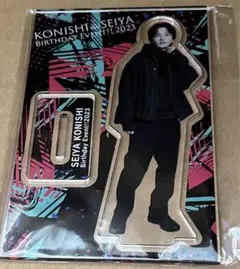 KONISHI SEIYA
BIRTHDAY EVENT!! 2023
SEIYA KONISHI
Birthday Event!!2023